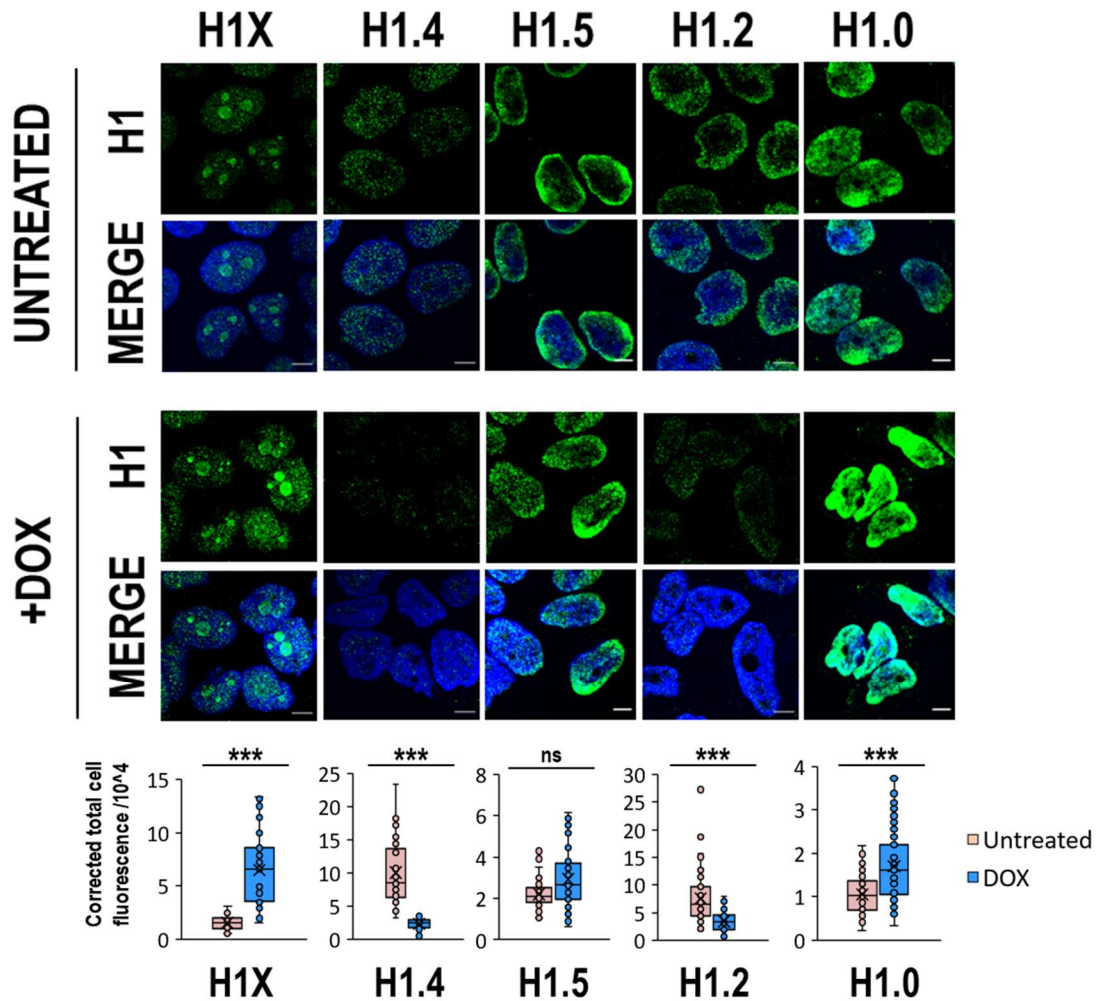 H1X H1.4 H1.5 H1.2 H1.0
UNTREATED
H1
MERGE
+DOX
H1
MERGE
Corrected total cell
fluorescence /10^4
*** *** ns *** ***
15
10
5
0
25
20
15
10
5
0
8
6
4
2
0
30
25
20
15
10
5
0
4
3
2
1
0
Untreated
DOX
H1X H1.4 H1.5 H1.2 H1.0